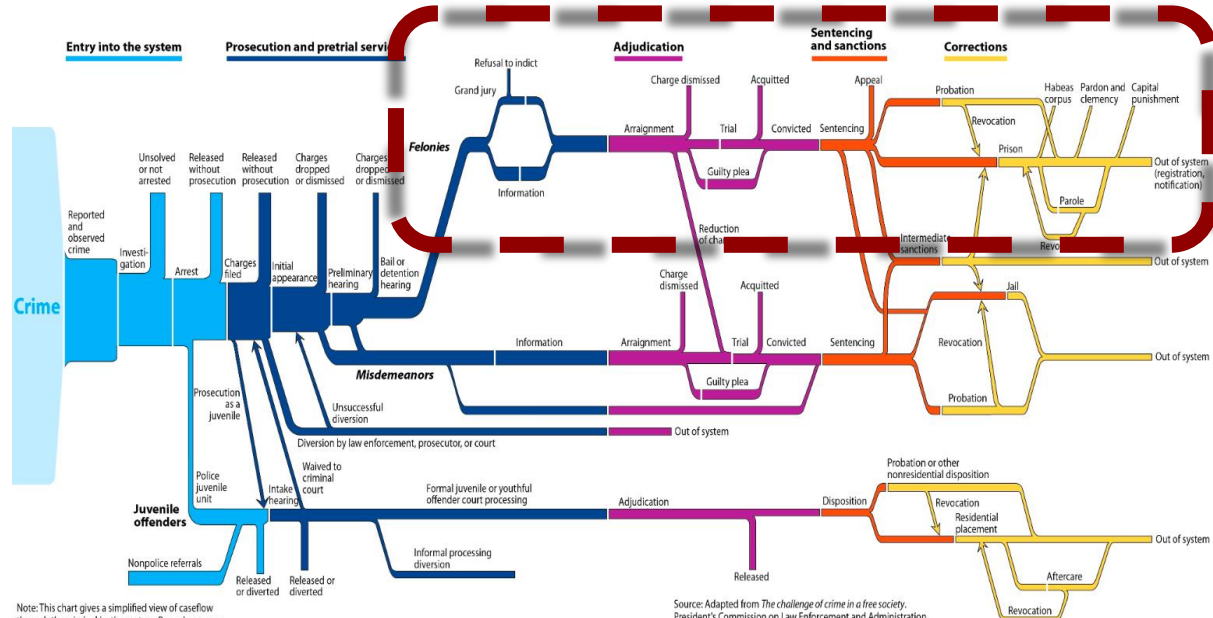 Entry into the system
Prosecution and pretrial
Adjudication
Sentencing
and sanctions
Corrections
Refusal to indict
Grand jury
Felonies
Information
Charge dismissed
Acquitted
Arraignment
Trial
Convicted
Guilty plea
Sentencing
Appeal
Probation
Revocation
Prison
Habeas
corpus
Pardon and
clemency
Capital
punishment
Out of system
(registration,
notification)
Parole
Reduction
of
Intermediate
sanctions
Out of system
Crime
Reported
and
observed
crime
Investi-
gation
Unsolved
or not
arrested
Arrest
Released
without
prosecution
Charges
filed
Released
without
prosecution
Initial
appearance
Charges
dropped
or dismissed
Preliminary
hearing
Charges
dropped
or dismissed
Bail or
detention
hearing
Misdemeanors
Information
Charge
dismissed
Acquitted
Arraignment
Trial
Convicted
Guilty plea
Sentencing
Jail
Revocation
Out of system
Probation
Prosecution
as a
juvenile
Unsuccessful
diversion
Diversion by law enforcement, prosecutor, or court
Out of system
Waived to
criminal
court
Police
juvenile
unit
Juvenile
offenders
Intake
hearing
Formal juvenile or youthful
offender court processing
Adjudication
Disposition
Probation or other
nonresidential disposition
Revocation
Residential
placement
Out of system
Nonpolice referrals
Released
or diverted
Released or
diverted
Informal processing
diversion
Released
Aftercare
Revocation
Note: This chart gives a simplified view of caseflow
Source: Adapted from The challenge of crime in a free society.
President's Commission on Law Enforcement and Administration